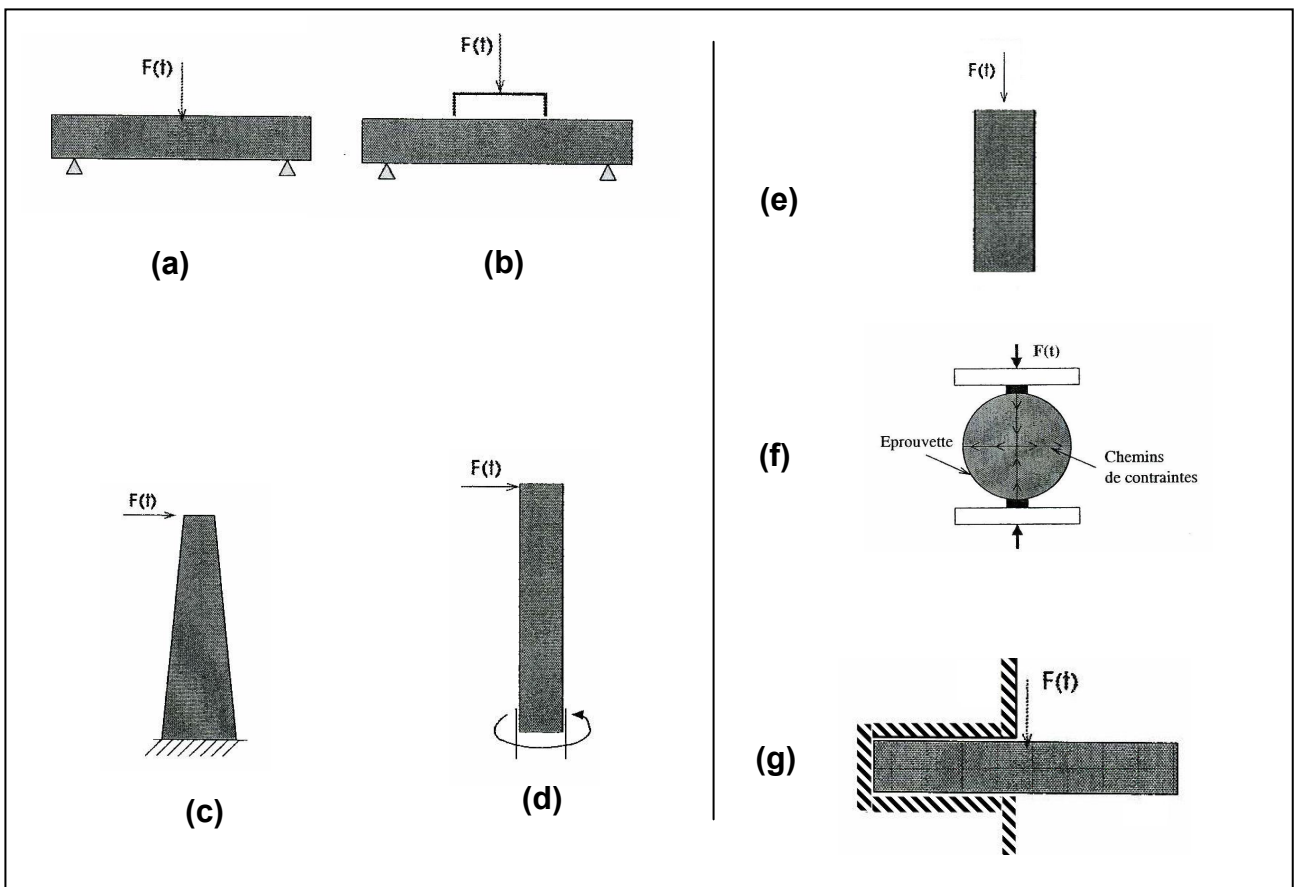 F(t)
F(t)
(a)
(b)
F(t)
(c)
F(t)
(d)
F(t)
(e)
F(t)
Eprouvette
Chemins
de contraintes
(f)
F(t)
(g)